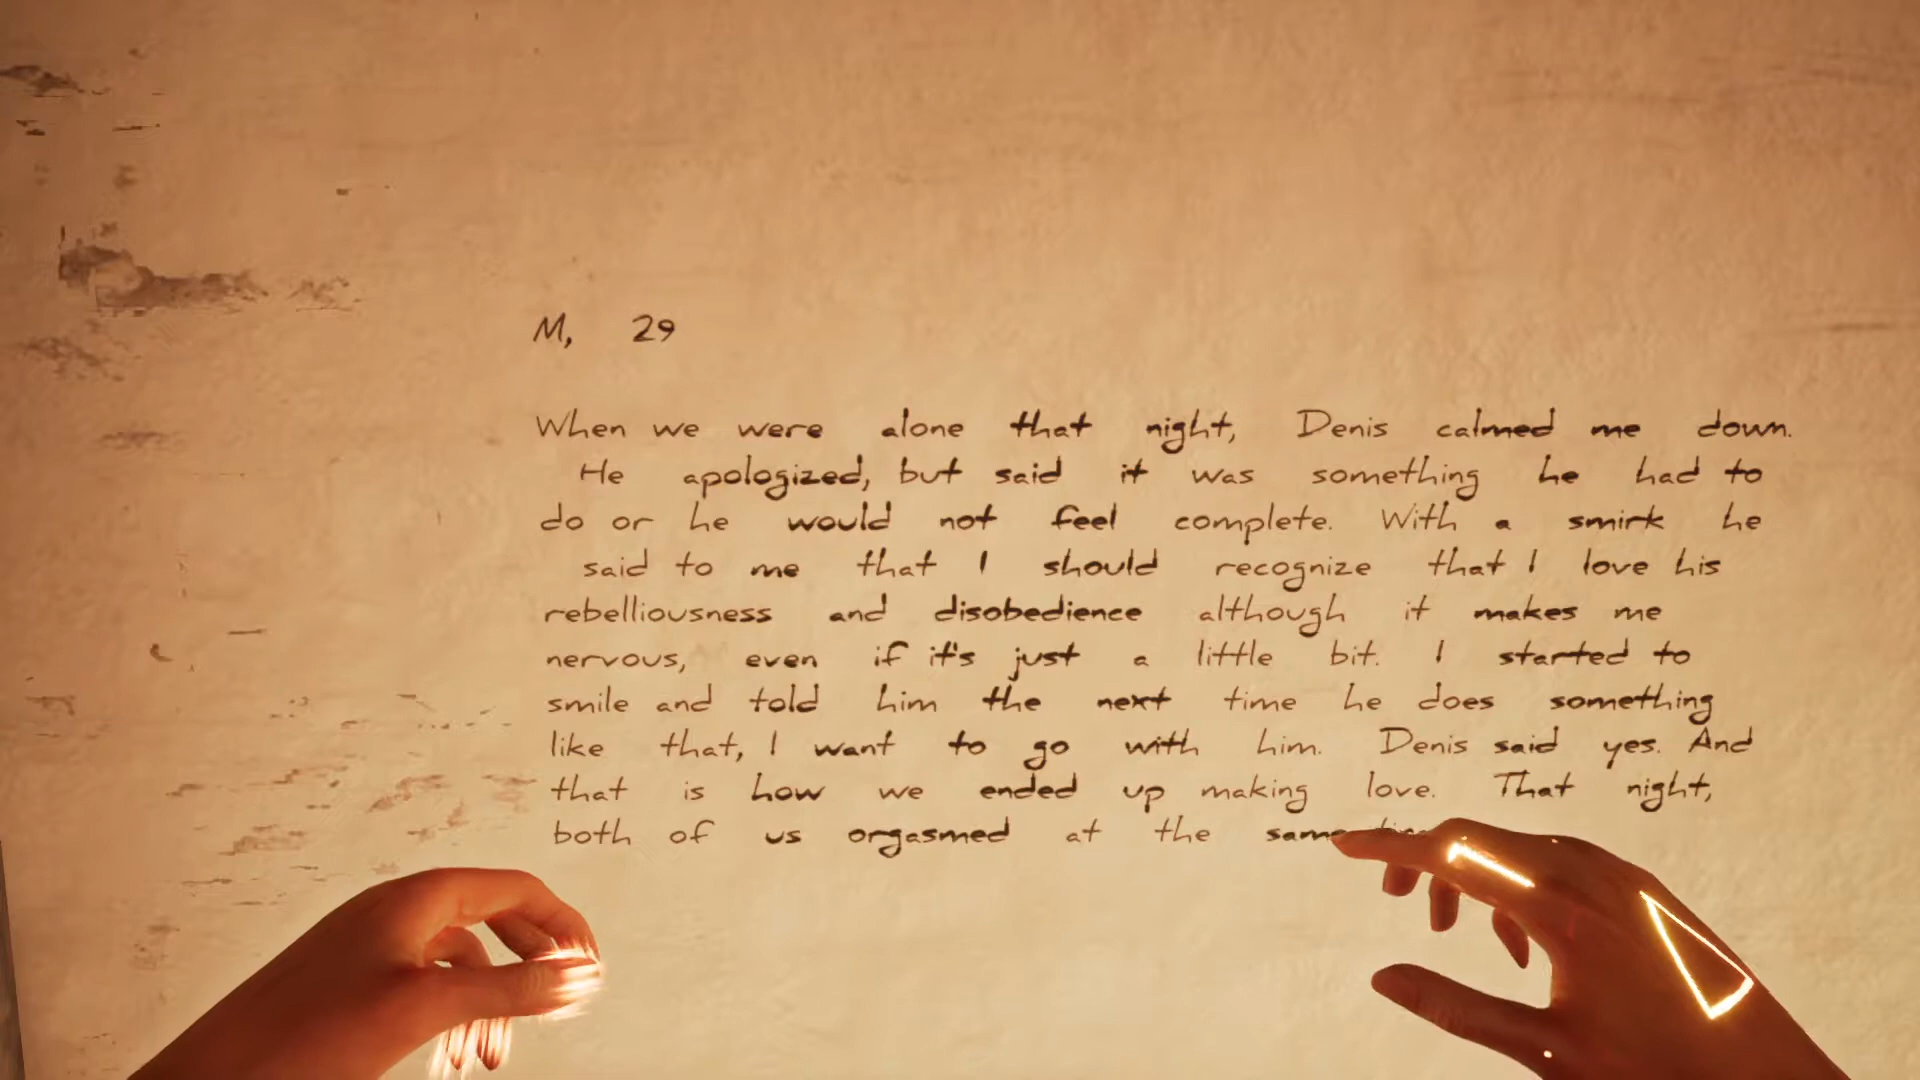 M, 29
When we were alone that night, Denis calmed me down.
He apologized, but said it was something he had to
do or he would not feel complete. With a smirk he
said to me that I should recognize that I love his
rebelliousness and disobedience although it makes me
nervous, even if it's just a little bit. I started to
smile and told him the next time he does something
like that, I want to go with him. Denis said yes. And
that is how we ended up making love. That night,
both of us orgasmed at the same